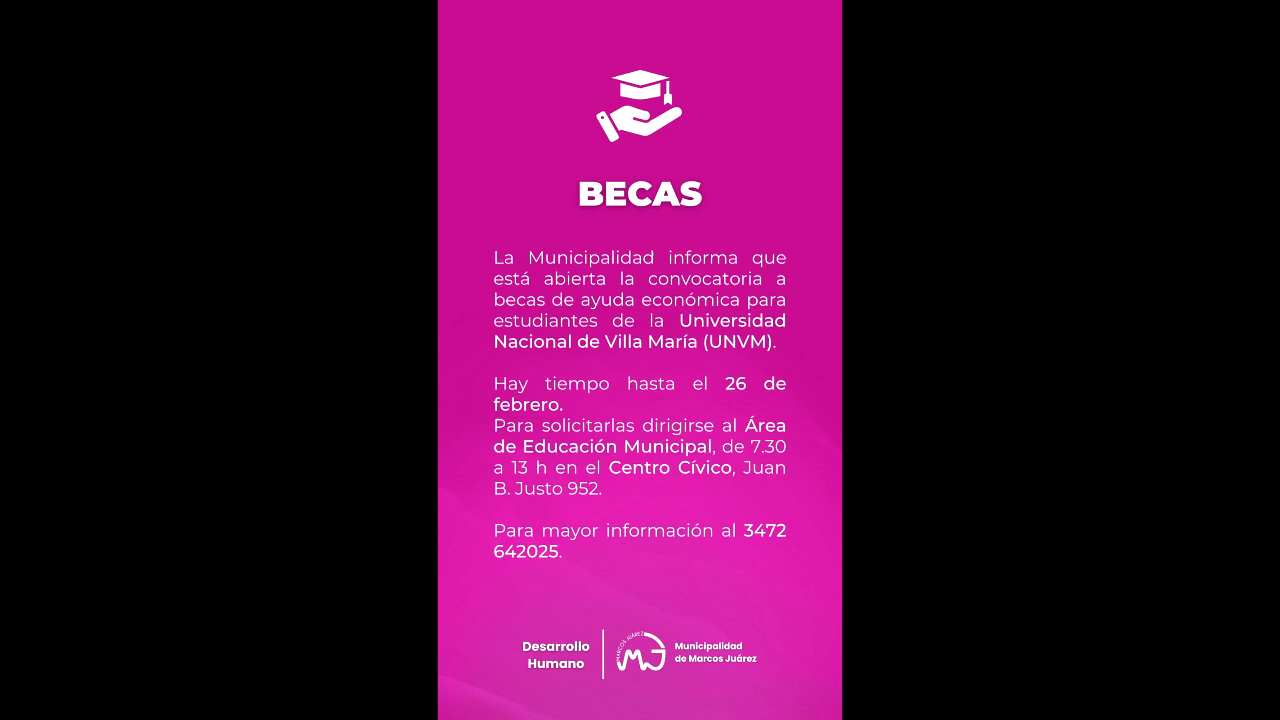 BECAS
La Municipalidad informa que
está abierta la convocatoria a
becas de ayuda económica para
estudiantes de la Universidad
Nacional de Villa María (UNVM).
Hay tiempo hasta el 26 de
febrero.
Para solicitarlas dirigirse al Área
de Educación Municipal, de 7.30
a 13 h en el Centro Cívico, Juan
B. Justo 952.
Para mayor información al 3472
642025.
Desarrollo
Humano
MARCOS JUÁREZ
MJ
Municipalidad
de Marcos Juárez